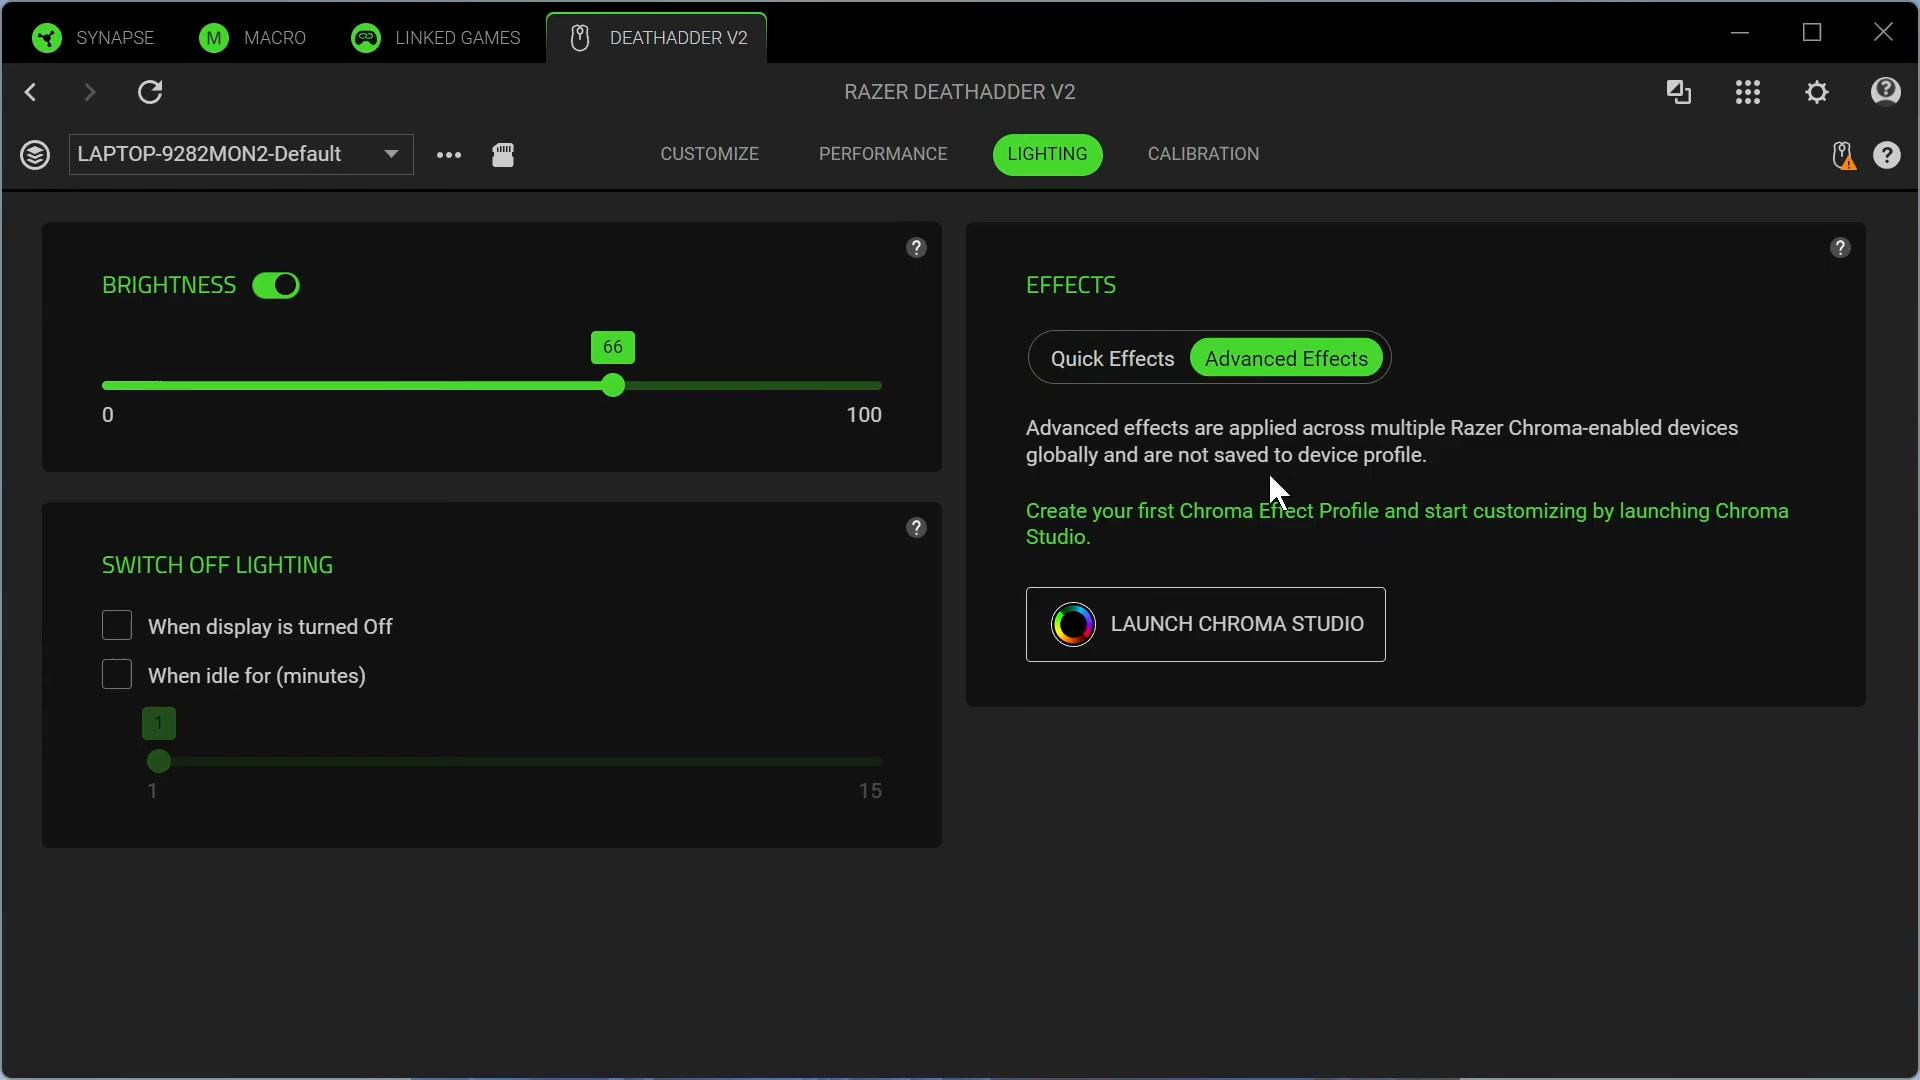 SYNAPSE
M MACRO
LINKED GAMES
DEATHADDER V2
RAZER DEATHADDER V2
LAPTOP-9282MON2-Default
CUSTOMIZE
PERFORMANCE
LIGHTING
CALIBRATION
BRIGHTNESS
66
0
100
SWITCH OFF LIGHTING
When display is turned Off
When idle for (minutes)
1
1
15
EFFECTS
Quick Effects
Advanced Effects
Advanced effects are applied across multiple Razer Chroma-enabled devices
globally and are not saved to device profile.
Create your first Chroma Effect Profile and start customizing by launching Chroma
Studio.
LAUNCH CHROMA STUDIO